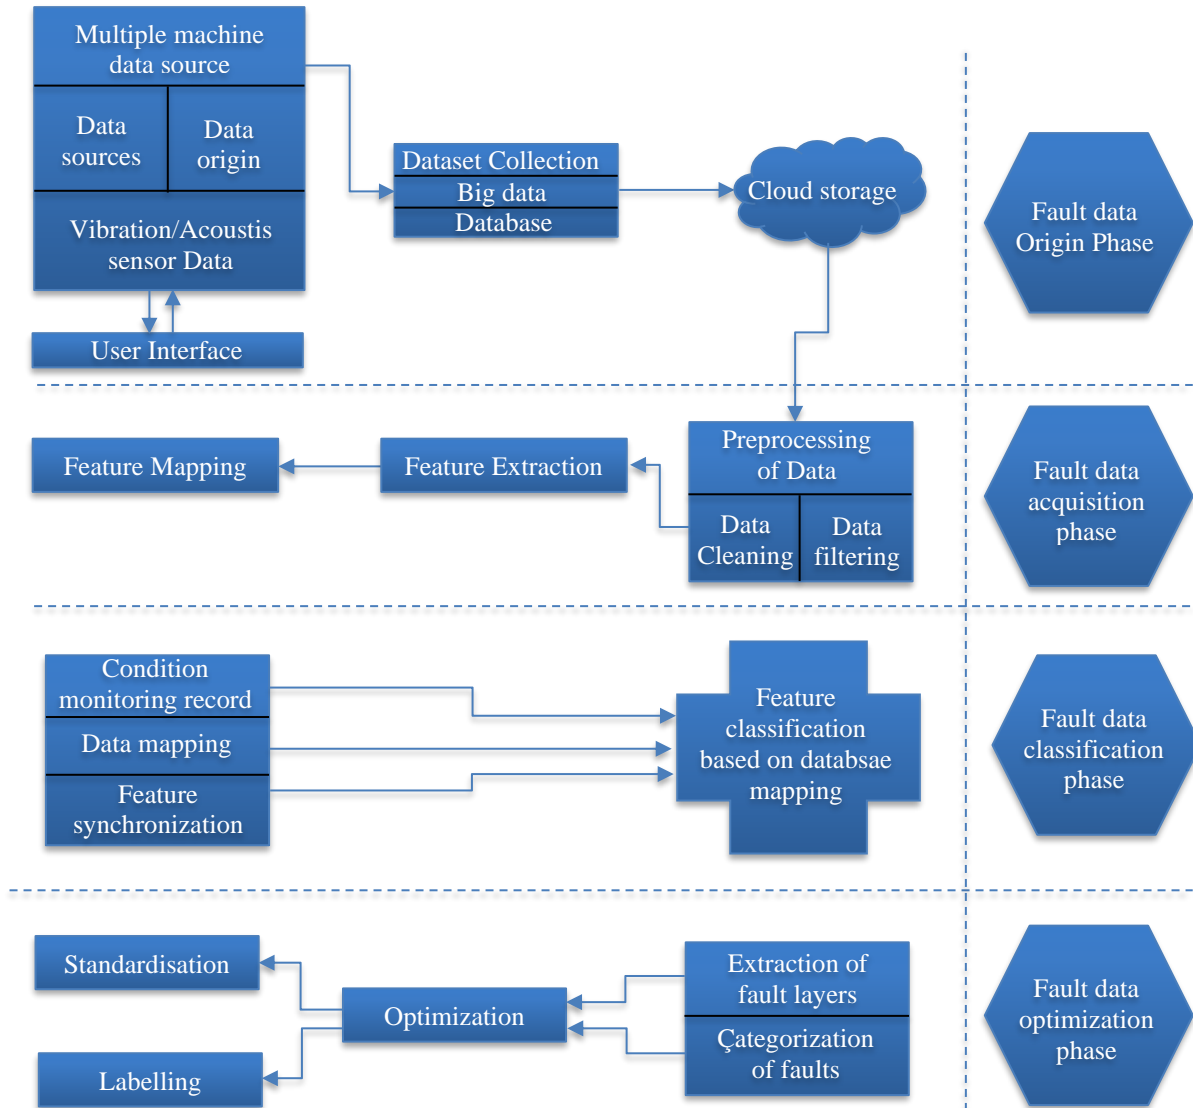 Multiple machine
data source
Data
sources
Data
origin
Vibration/Acoustis
sensor Data
User Interface
Dataset Collection
Big data
Database
Cloud storage
Fault data
Origin Phase
Feature Mapping
Feature Extraction
Preprocessing
of Data
Data
Cleaning
Data
filtering
Fault data
acquisition
phase
Condition
monitoring record
Data mapping
Feature
synchronization
Feature
classification
based on databsae
mapping
Fault data
classification
phase
Standardisation
Labelling
Optimization
Extraction of
fault layers
Çategorization
of faults
Fault data
optimization
phase